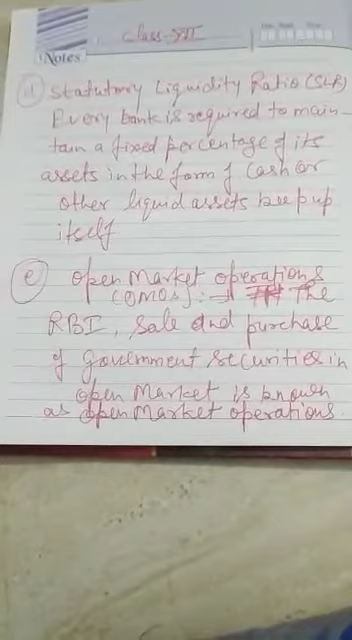 Class-XII
Notes
d) Statutory Liquidity Ratio (SLR)
Every bank is required to main-
tain a fixed percentage of its
assets in the form of cash or
other liquid assets keep up
itself
e) open Market operations
(OMOs) :→ The
RBI, sale and purchase
of government securities in
open Market is known
as open Market operations.